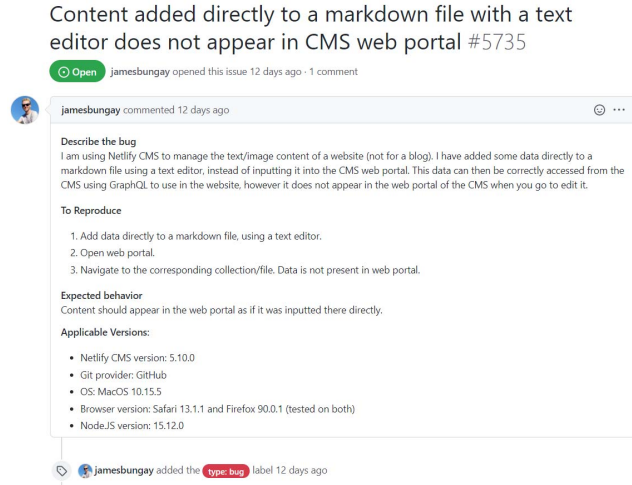 Content added directly to a markdown file with a text
editor does not appear in CMS web portal #5735
Open jamesbungay opened this issue 12 days ago · 1 comment
jamesbungay commented 12 days ago
Describe the bug
I am using Netlify CMS to manage the text/image content of a website (not for a blog). I have added some data directly to a
markdown file using a text editor, instead of inputting it into the CMS web portal. This data can then be correctly accessed from the
CMS using GraphQL to use in the website, however it does not appear in the web portal of the CMS when you go to edit it.
To Reproduce
1. Add data directly to a markdown file, using a text editor.
2. Open web portal.
3. Navigate to the corresponding collection/file. Data is not present in web portal.
Expected behavior
Content should appear in the web portal as if it was inputted there directly.
Applicable Versions:
• Netlify CMS version: 5.10.0
• Git provider: GitHub
• OS: MacOS 10.15.5
• Browser version: Safari 13.1.1 and Firefox 90.0.1 (tested on both)
• NodeJS version: 15.12.0
jamesbungay added the type: bug label 12 days ago